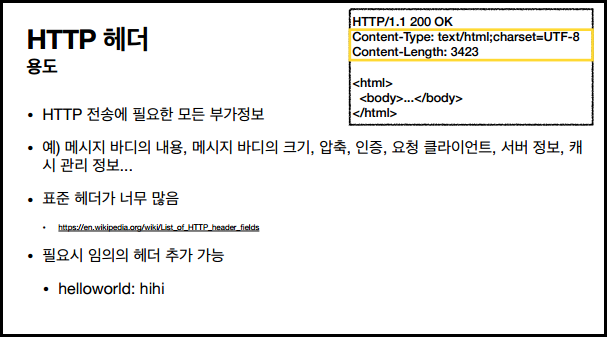 HTTP 헤더
용도
HTTP/1.1 200 OK
Content-Type: text/html;charset=UTF-8
Content-Length: 3423
<html>
<body>...</body>
</html>
• HTTP 전송에 필요한 모든 부가정보
• 예) 메시지 바디의 내용, 메시지 바디의 크기, 압축, 인증, 요청 클라이언트, 서버 정보, 캐
시 관리 정보...
• 표준 헤더가 너무 많음
• https://en.wikipedia.org/wiki/List_of_HTTP_header_fields
• 필요시 임의의 헤더 추가 가능
• helloworld: hihi